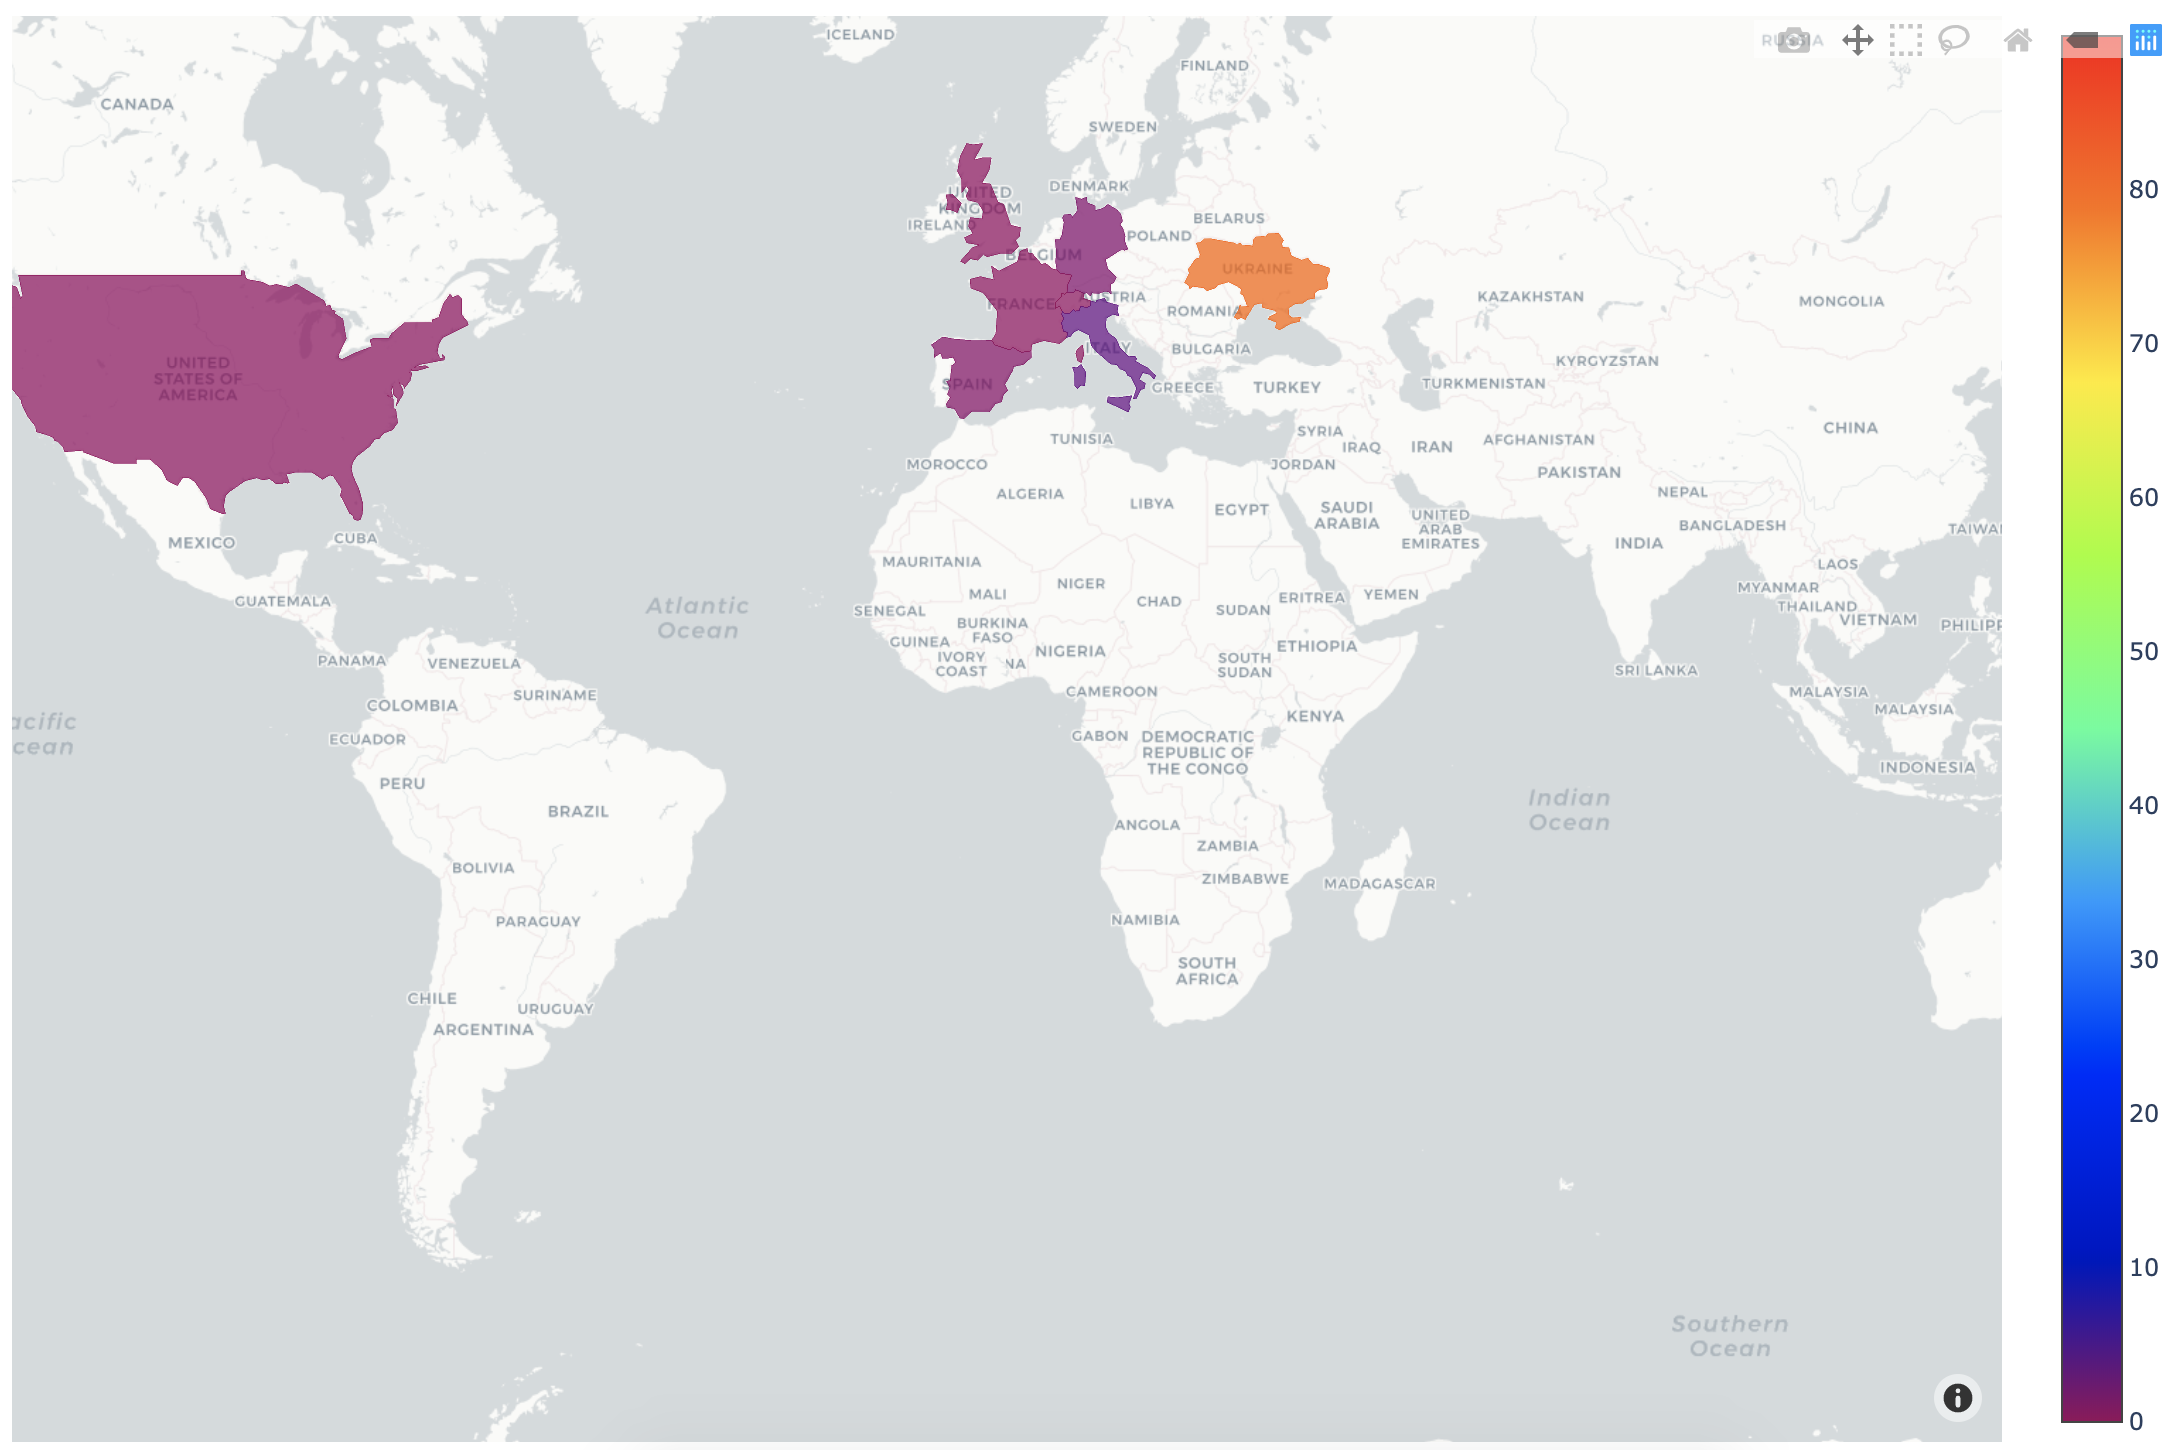 ICELAND
RUSSIA
FINLAND
CANADA
SWEDEN
DENMARK
UNITED
KINGDOM
IRELAND
BELARUS
POLAND
BELGIUM
UKRAINE
AUSTRIA
FRANCE
KAZAKHSTAN
MONGOLIA
ROMANIA
ITALY
BULGARIA
KYRGYZSTAN
UNITED
STATES OF
AMERICA
SPAIN
GREECE
TURKEY
TURKMENISTAN
CHINA
SYRIA
TUNISIA
IRAQ
IRAN
AFGHANISTAN
MOROCCO
JORDAN
PAKISTAN
ALGERIA
LIBYA
EGYPT
SAUDI
ARABIA
NEPAL
UNITED
ARAB
EMIRATES
BANGLADESH
TAIWA
MEXICO
CUBA
INDIA
MAURITANIA
LAOS
NIGER
MYANMAR
MALI
CHAD
ERITREA
YEMEN
GUATEMALA
Atlantic
Ocean
SENEGAL
SUDAN
THAILAND
VIETNAM
BURKINA
FASO
PHILIPP
GUINEA
NIGERIA
ETHIOPIA
IVORY
COAST
NA
SOUTH
SUDAN
PANAMA
VENEZUELA
SRI LANKA
SURINAME
CAMEROON
MALAYSIA
COLOMBIA
MALAYSIA
KENYA
acific
cean
ECUADOR
GABON
DEMOCRATIC
REPUBLIC OF
THE CONGO
INDONESIA
PERU
BRAZIL
Indian
Ocean
ANGOLA
ZAMBIA
BOLIVIA
ZIMBABWE
MADAGASCAR
PARAGUAY
NAMIBIA
SOUTH
AFRICA
CHILE
URUGUAY
ARGENTINA
Southern
Ocean
80
70
60
50
40
30
20
10
0